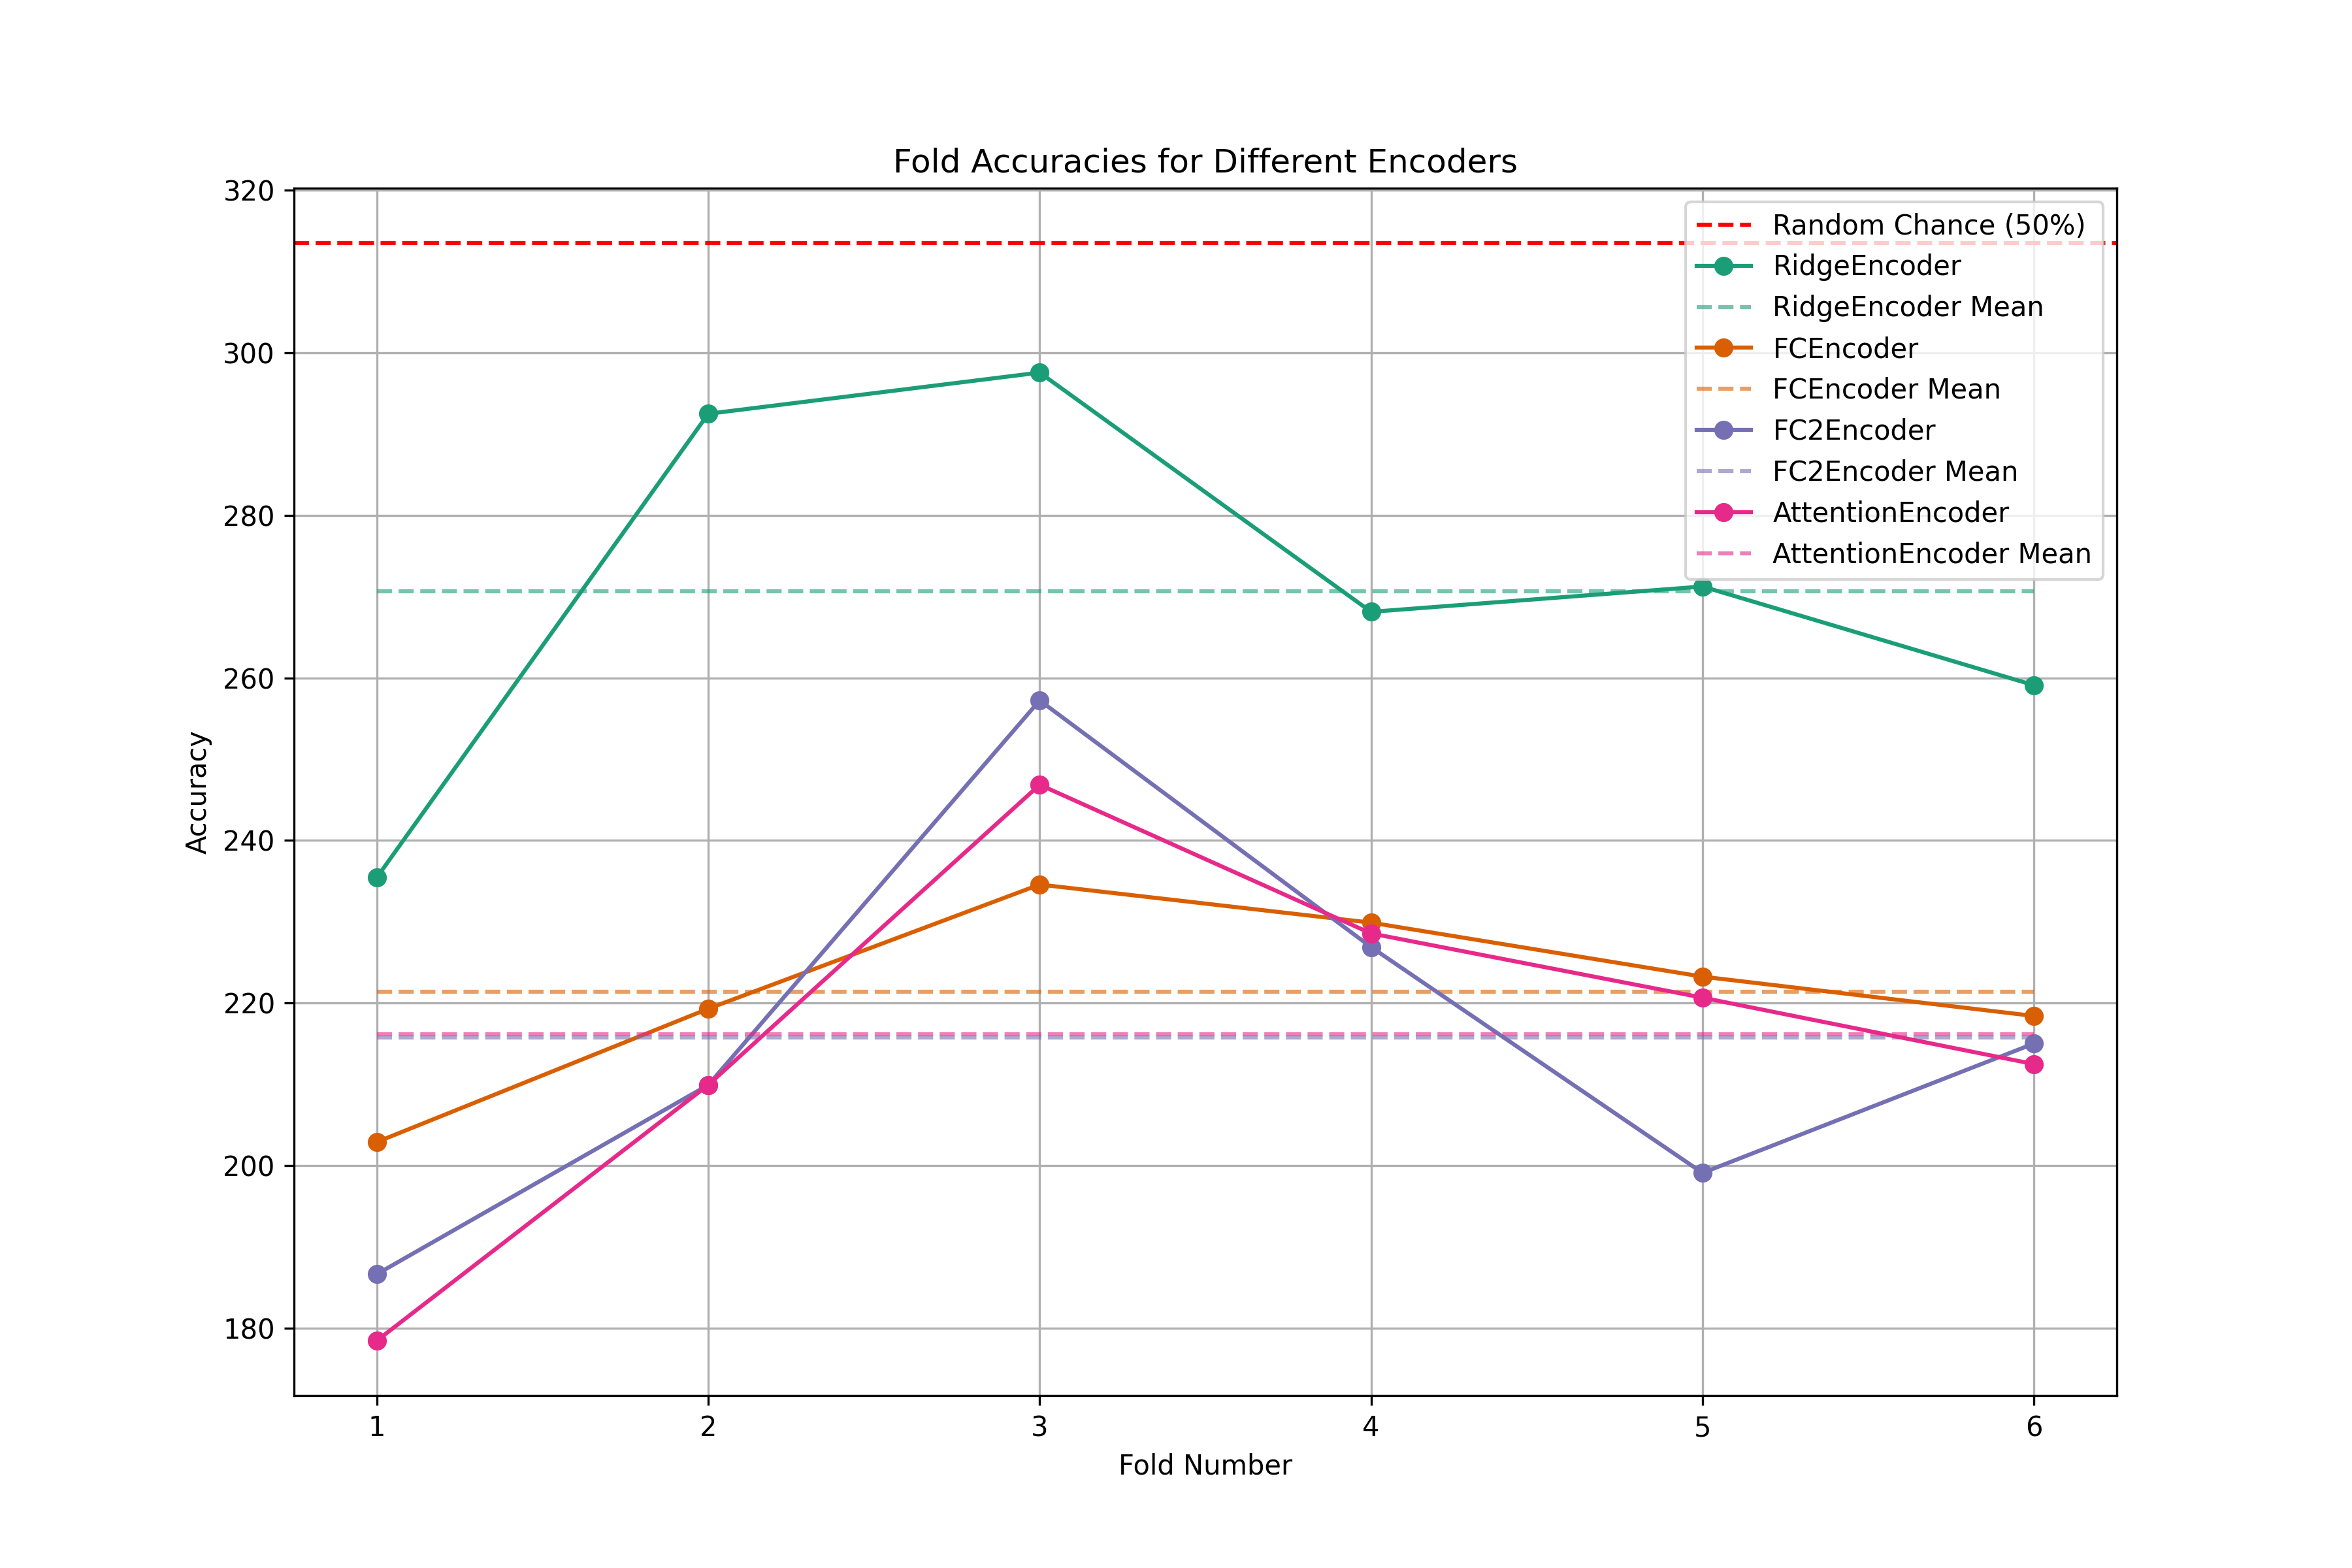 Fold Accuracies for Different Encoders
320
300
280
260
240
220
200
180
Accuracy
Random Chance (50%)
RidgeEncoder
RidgeEncoder Mean
FCEncoder
FCEncoder Mean
FC2Encoder
FC2Encoder Mean
AttentionEncoder
AttentionEncoder Mean
1 2 3 4 5 6
Fold Number